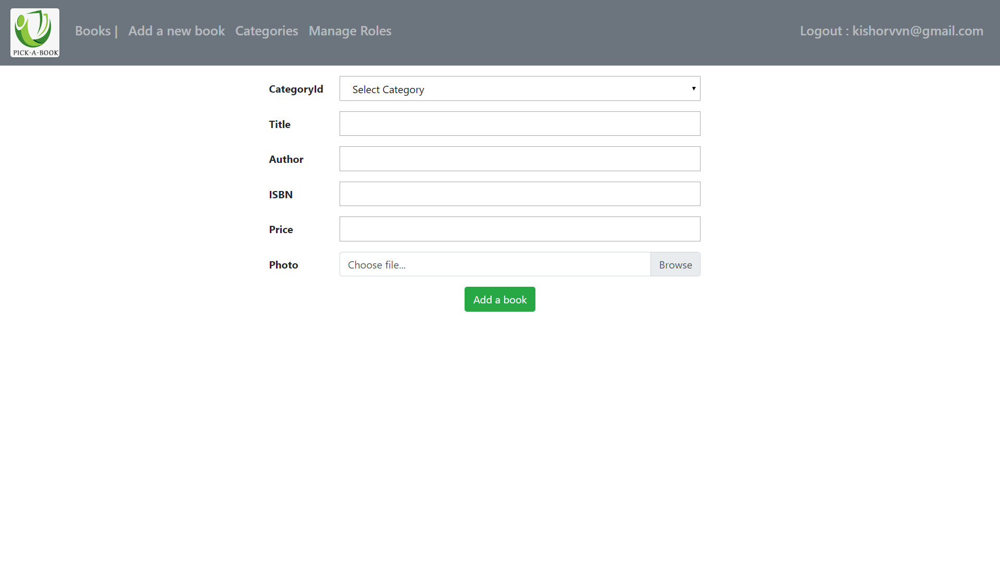 PICK-A-BOOK
Books | Add a new book Categories Manage Roles Logout : kishorvvn@gmail.com
CategoryId Select Category
Title
Author
ISBN
Price
Photo Choose file... Browse
Add a book